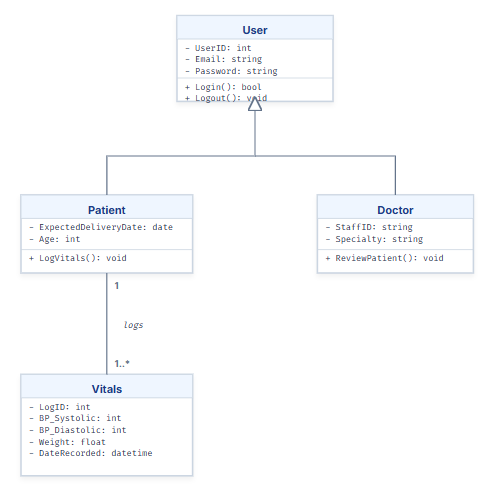 User
- UserID: int
- Email: string
- Password: string
+ Login(): bool
+ Logout(): void
Patient
- ExpectedDeliveryDate: date
- Age: int
+ LogVitals(): void
Doctor
- StaffID: string
- Specialty: string
+ ReviewPatient(): void
1
logs
1..*
Vitals
- LogID: int
- BP_Systolic: int
- BP_Diastolic: int
- Weight: float
- DateRecorded: datetime